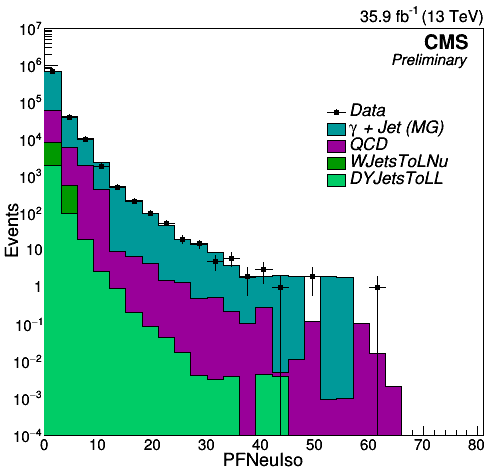 35.9 fb⁻¹ (13 TeV)
CMS
Preliminary
Data
γ + Jet (MG)
QCD
WJetsToLNu
DYJetsToLL
Events
10⁷
10⁶
10⁵
10⁴
10³
10²
10
1
10⁻¹
10⁻²
10⁻³
10⁻⁴
0 10 20 30 40 50 60 70 80
PFNeuIso